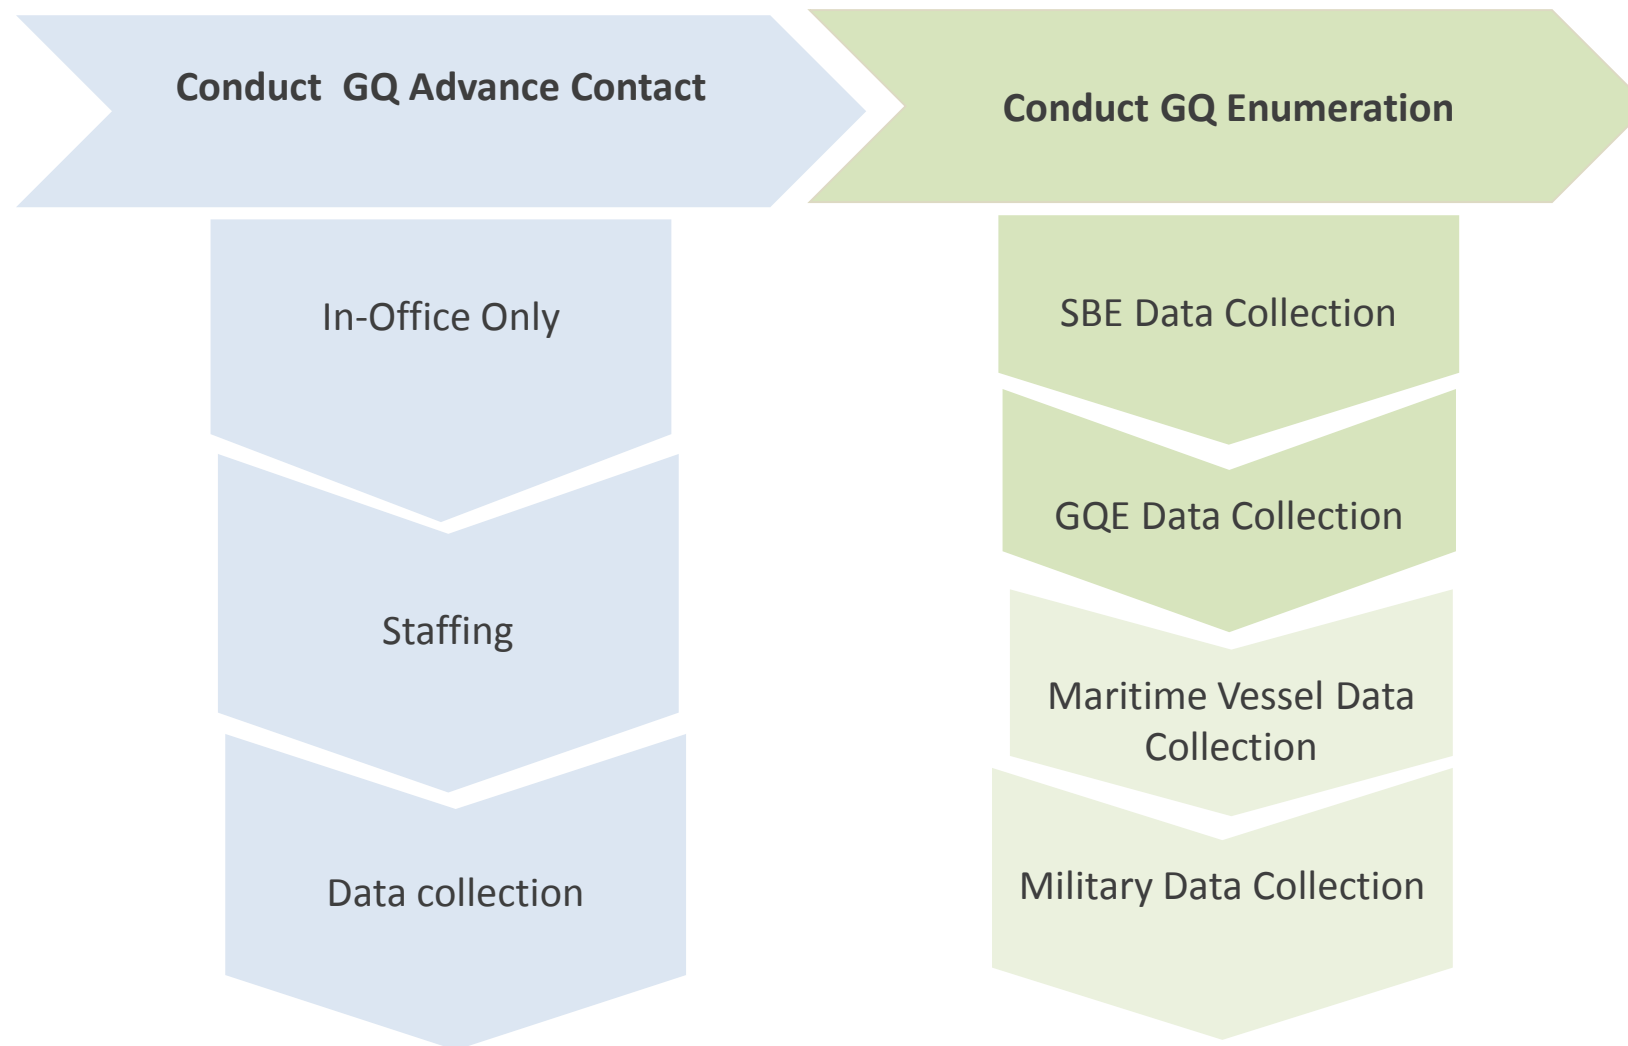 Conduct  GQ Advance Contact
Conduct GQ Enumeration
In-Office Only
Staffing
Data collection
SBE Data Collection
GQE Data Collection
Maritime Vessel Data
Collection
Military Data Collection